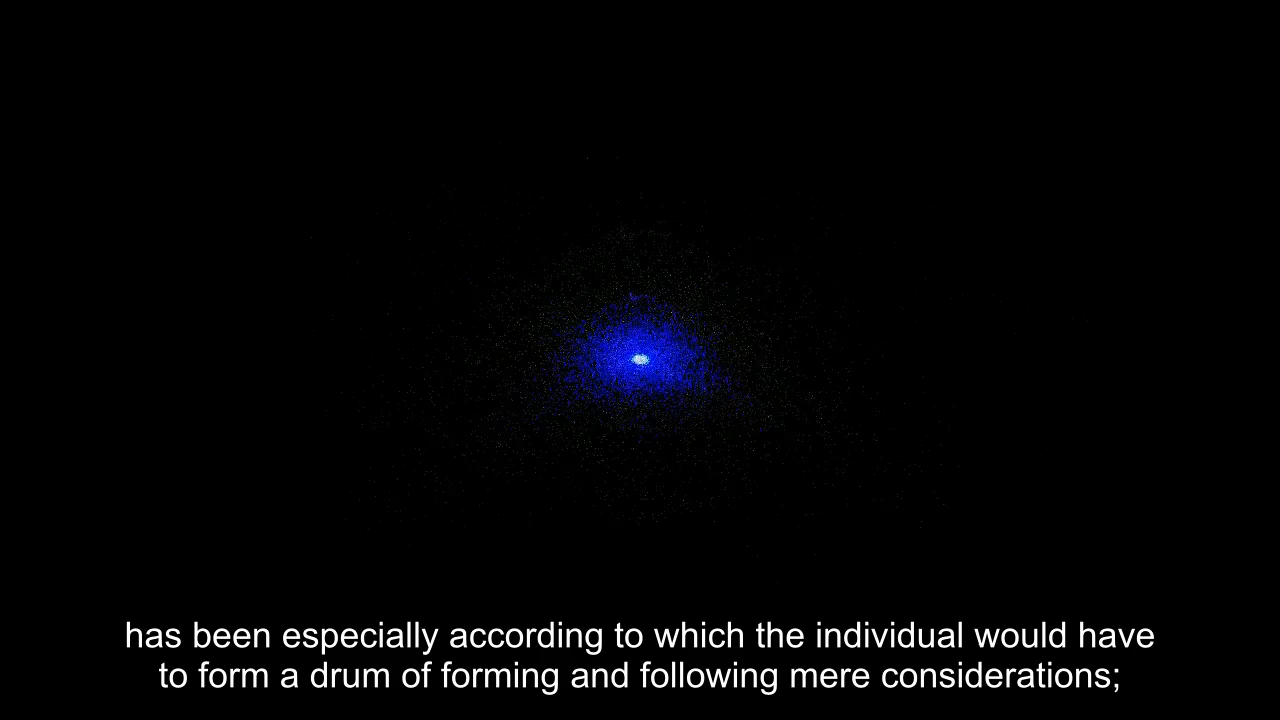 has been especially according to which the individual would have
to form a drum of forming and following mere considerations;